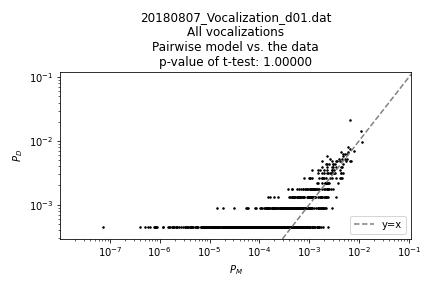 20180807_Vocalization_d01.dat
All vocalizations
Pairwise model vs. the data
p-value of t-test: 1.00000
10⁻¹
10⁻²
10⁻³
P_D
y=x
10⁻⁷ 10⁻⁶ 10⁻⁵ 10⁻⁴ 10⁻³ 10⁻² 10⁻¹
P_M